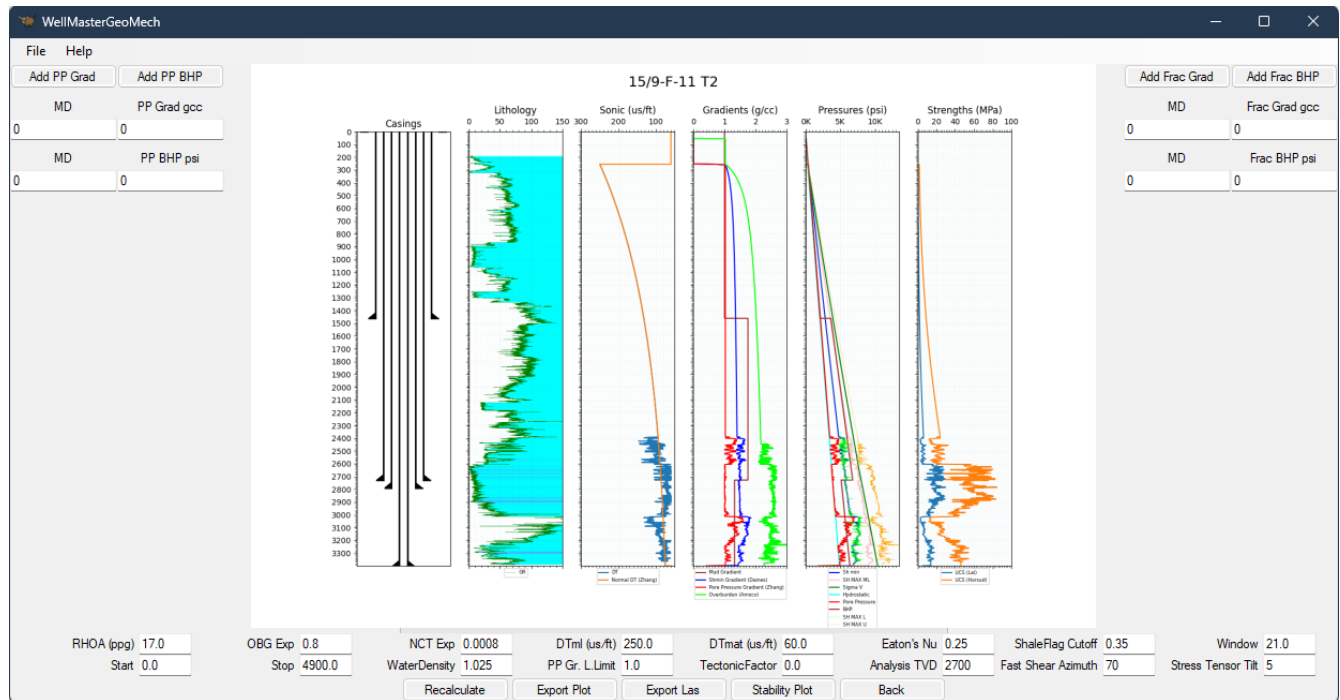 WellMasterGeoMech
File Help
Add PP Grad Add PP BHP
MD PP Grad gcc
0 0
MD PP BHP psi
0 0
15/9-F-11 T2
Add Frac Grad Add Frac BHP
MD Frac Grad gcc
0 0
MD Frac BHP psi
0 0
Casings
0
100
200
300
400
500
600
700
800
900
1000
1100
1200
1300
1400
1500
1600
1700
1800
1900
2000
2100
2200
2300
2400
2500
2600
2700
2800
2900
3000
3100
3200
3300
Lithology
0 50 100 150
GR
Sonic (us/ft)
300 200 100
DT
Normal DT (Zhang)
Gradients (g/cc)
0 1 2 3
Mud Gradient
Shmin Gradient (Daines)
Pore Pressure Gradient (Zhang)
Overburden (Amoco)
Pressures (psi)
0K 5K 10K
Sh min
SH MAX ML
Sigma V
Hydrostatic
Pore Pressure
BHP
SH MAX L
SH MAX U
Strengths (MPa)
0 20 40 60 80 100
UCS (Lal)
UCS (Horsud)
RHOA (ppg) 17.0 OBG Exp 0.8 NCT Exp 0.0008 DTml (us/ft) 250.0 DTmat (us/ft) 60.0 Eaton's Nu 0.25 ShaleFlag Cutoff 0.35 Window 21.0
Start 0.0 Stop 4900.0 WaterDensity 1.025 PP Gr. L.Limit 1.0 TectonicFactor 0.0 Analysis TVD 2700 Fast Shear Azimuth 70 Stress Tensor Tilt 5
Recalculate Export Plot Export Las Stability Plot Back